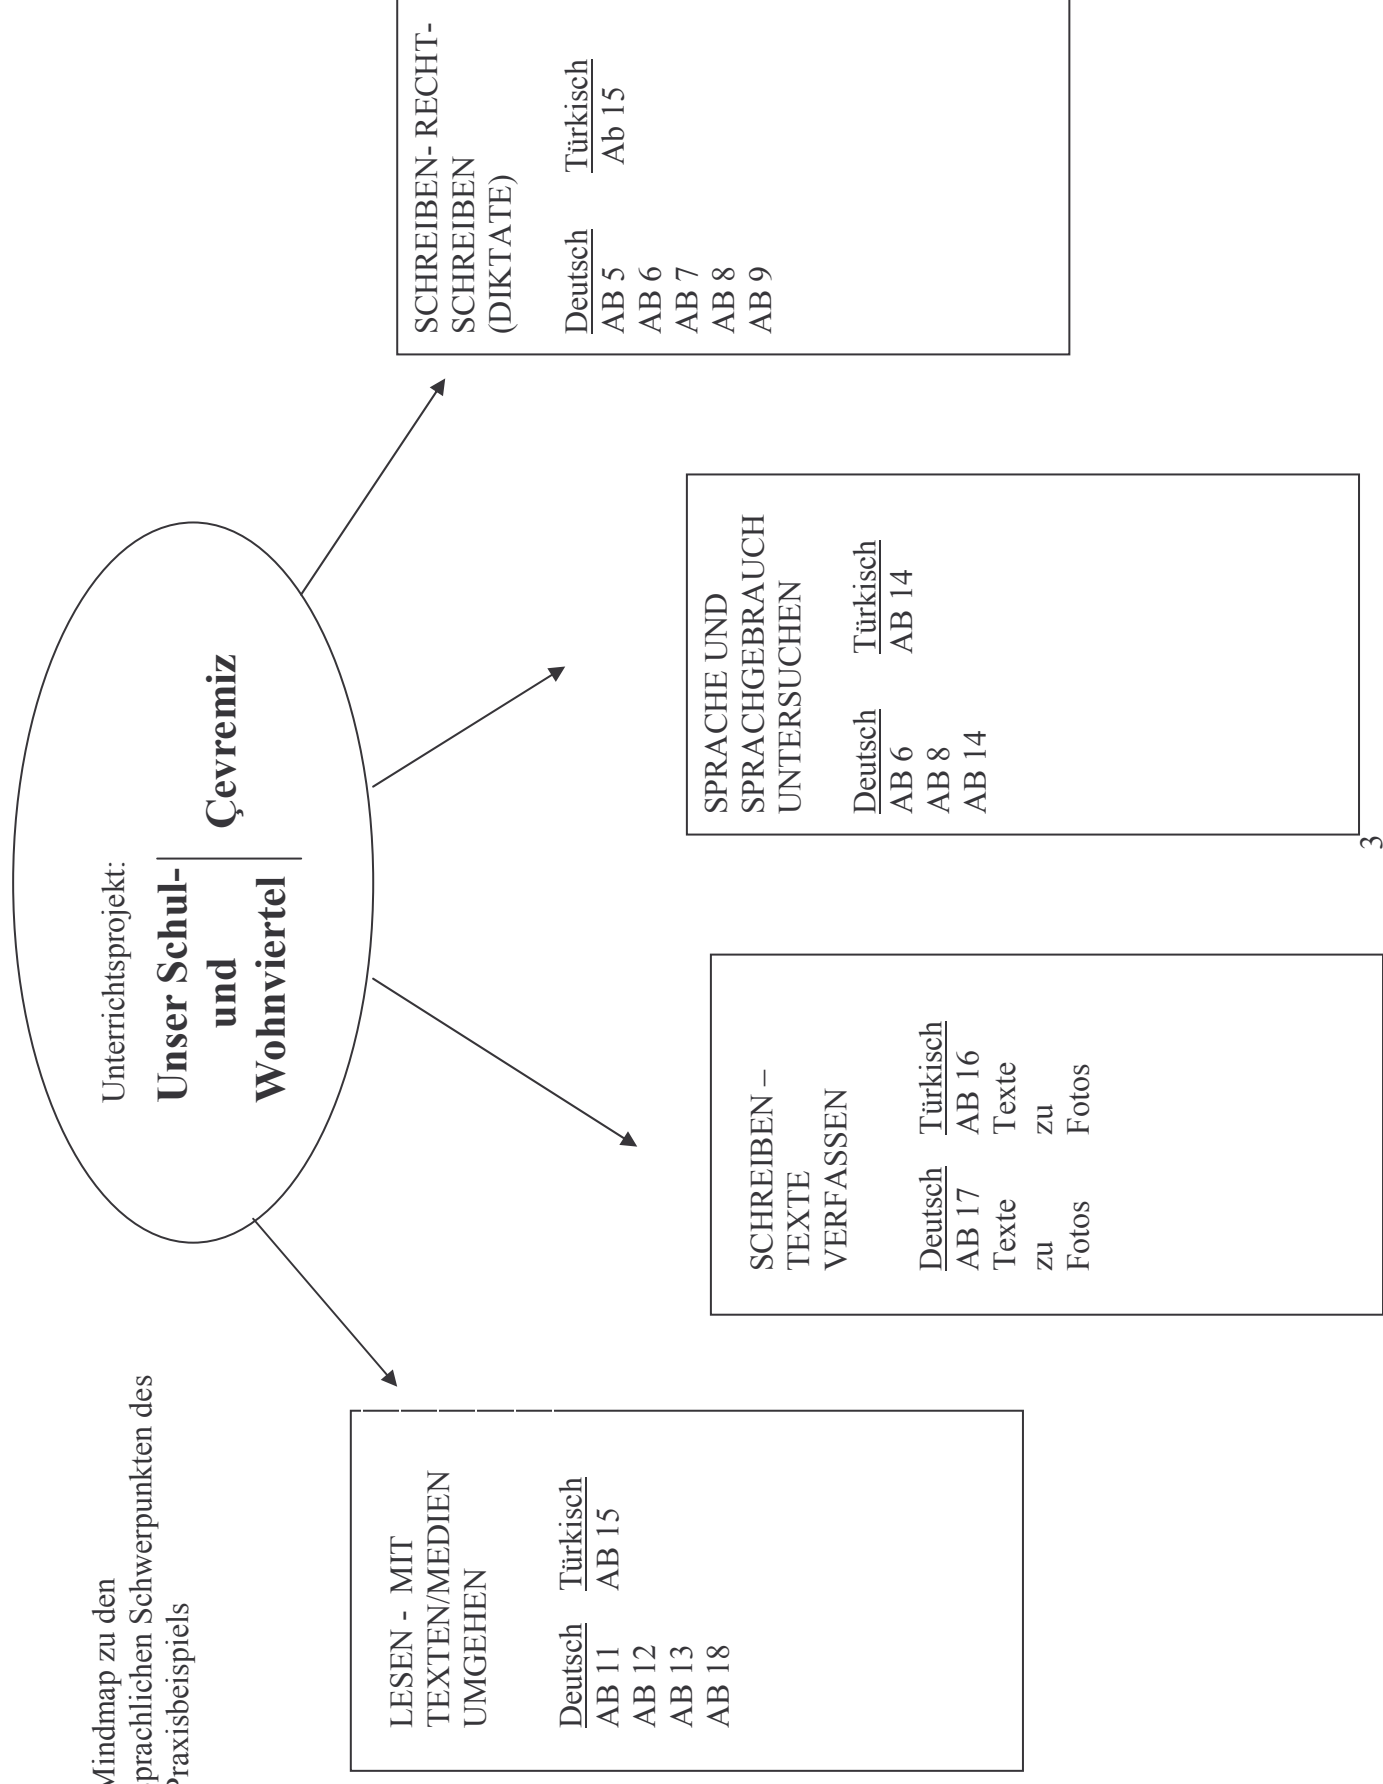 Mindmap zu den
sprachlichen Schwerpunkten des
Praxisbeispiels
Unterrichtsprojekt:
Unser Schul-
und
Wohnviertel
Çevremiz
LESEN - MIT
TEXTEN/MEDIEN
UMGEHEN
Deutsch Türkisch
AB 11 AB 15
AB 12
AB 13
AB 18
SCHREIBEN –
TEXTE
VERFASSEN
Deutsch Türkisch
AB 17 AB 16
Texte Texte
zu zu
Fotos Fotos
SPRACHE UND
SPRACHGEBRAUCH
UNTERSUCHEN
Deutsch Türkisch
AB 6 AB 14
AB 8
AB 14
SCHREIBEN- RECHT-
SCHREIBEN
(DIKTATE)
Deutsch Türkisch
AB 5 Ab 15
AB 6
AB 7
AB 8
AB 9
3